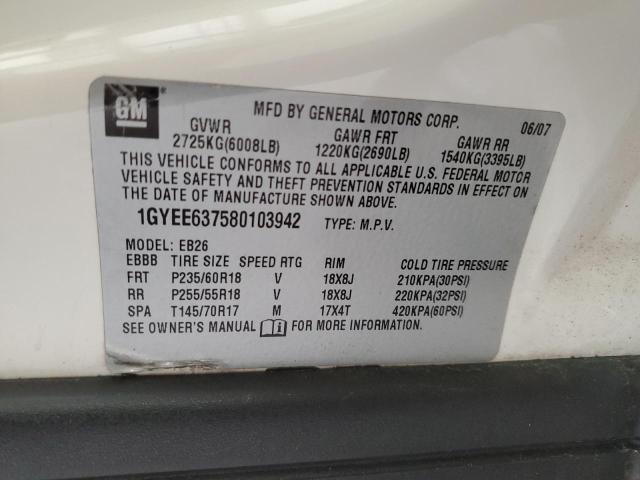 GM
MFD BY GENERAL MOTORS CORP. 06/07
GVWR GAWR FRT GAWR RR
2725KG(6008LB) 1220KG(2690LB) 1540KG(3395LB)
THIS VEHICLE CONFORMS TO ALL APPLICABLE U.S. FEDERAL MOTOR
VEHICLE SAFETY AND THEFT PREVENTION STANDARDS IN EFFECT ON
THE DATE OF MANUFACTURE SHOWN ABOVE.
1GYEE637580103942 TYPE: M.P.V.
MODEL: EB26
EBBB TIRE SIZE SPEED RTG RIM COLD TIRE PRESSURE
FRT P235/60R18 V 18X8J 210KPA(30PSI)
RR P255/55R18 V 18X8J 220KPA(32PSI)
SPA T145/70R17 M 17X4T 420KPA(60PSI)
SEE OWNER'S MANUAL i FOR MORE INFORMATION.